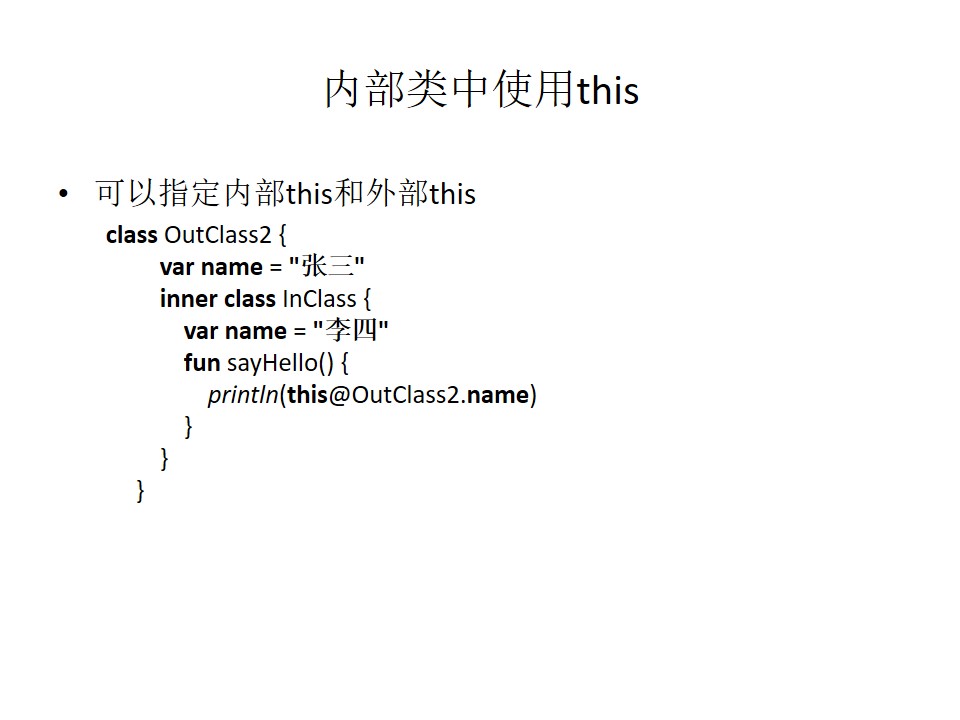 内部类中使用this
• 可以指定内部this和外部this
class OutClass2 {
var name = "张三"
inner class InClass {
var name = "李四"
fun sayHello() {
println(this@OutClass2.name)
}
}
}